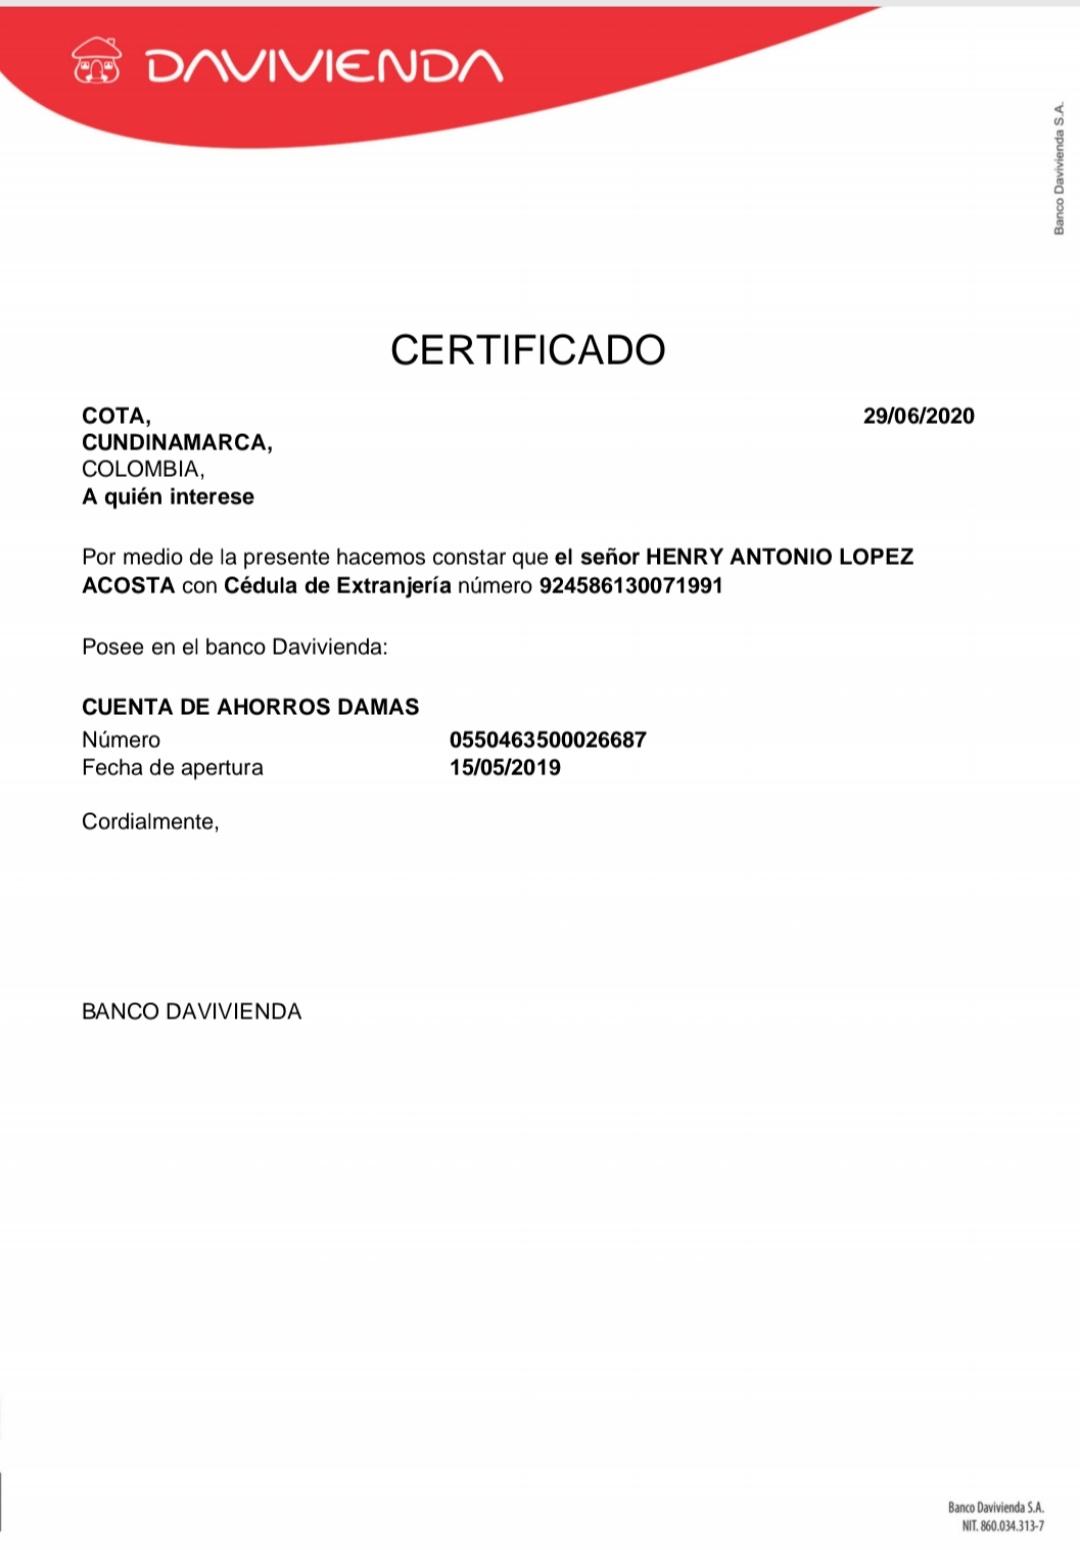 DAVIVIENDA
Banco Davivienda S.A.
CERTIFICADO
COTA, 29/06/2020
CUNDINAMARCA,
COLOMBIA,
A quién interese
Por medio de la presente hacemos constar que el señor HENRY ANTONIO LOPEZ
ACOSTA con Cédula de Extranjería número 924586130071991
Posee en el banco Davivienda:
CUENTA DE AHORROS DAMAS
Número 0550463500026687
Fecha de apertura 15/05/2019
Cordialmente,
BANCO DAVIVIENDA
Banco Davivienda S.A.
NIT. 860.034.313-7